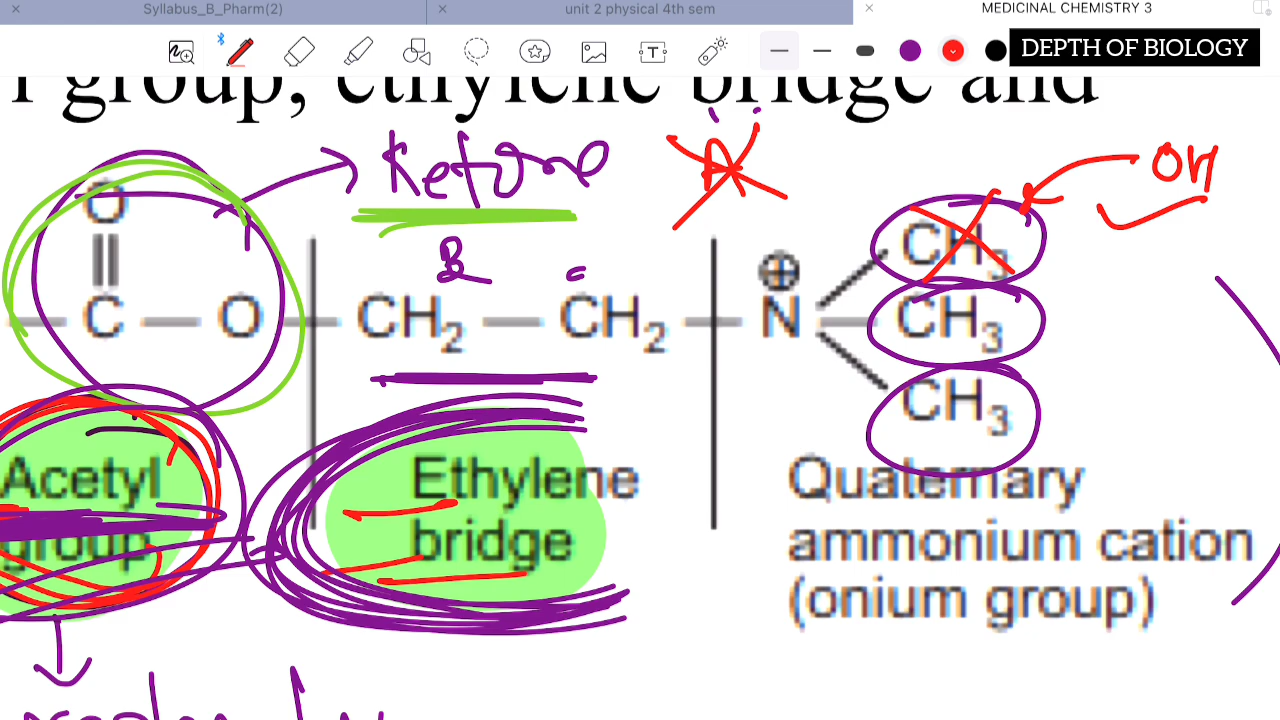 Syllabus_B_Pharm(2)
unit 2 physical 4th sem
MEDICINAL CHEMISTRY 3
DEPTH OF BIOLOGY
group, ethylene bridge and
Ketone
OH
O
CH3
B
C — O — CH2 — CH2 — N⊕ — CH3
CH3
Acetyl
group
Ethylene
bridge
Quaternary
ammonium cation
(onium group)